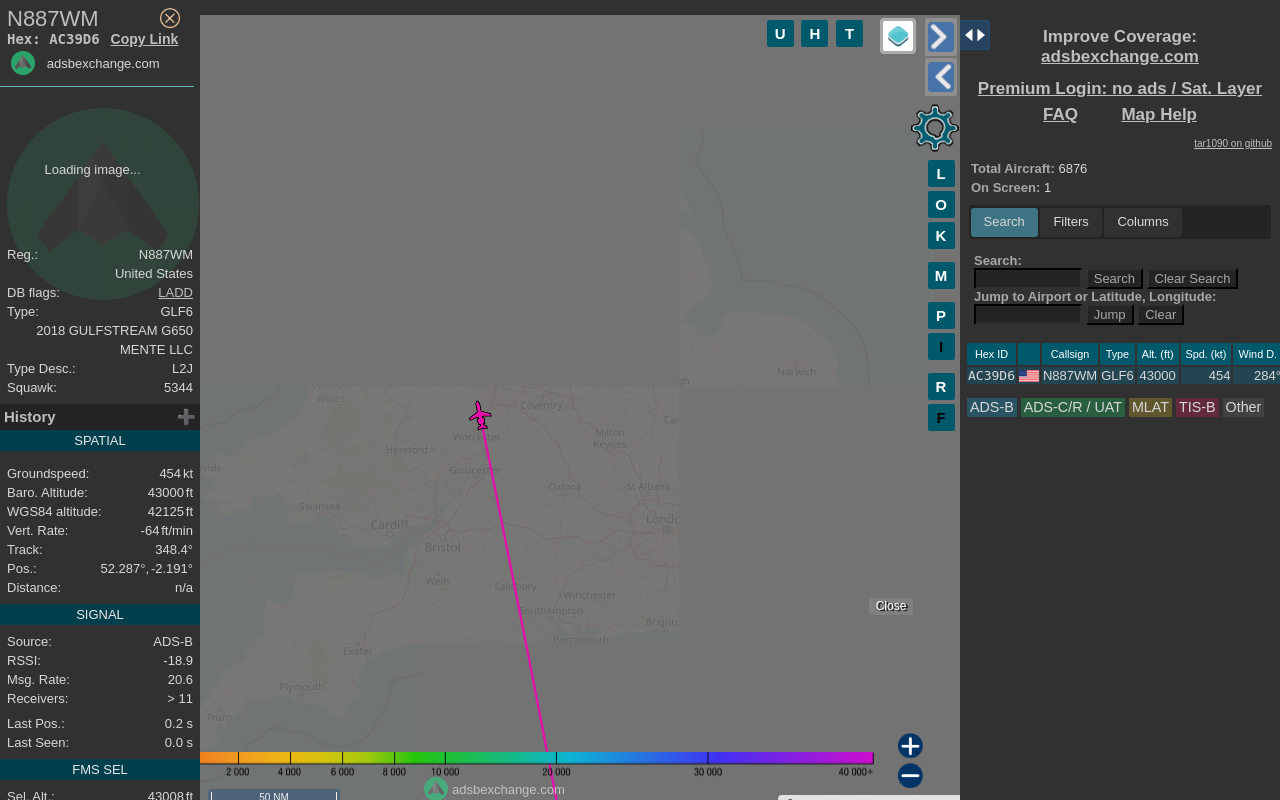 N887WM
Hex: AC39D6 Copy Link
adsbexchange.com
Loading image...
Reg.: N887WM
United States
DB flags: LADD
Type: GLF6
2018 GULFSTREAM G650
MENTE LLC
Type Desc.: L2J
Squawk: 5344
History
SPATIAL
Groundspeed: 454 kt
Baro. Altitude: 43000 ft
WGS84 altitude: 42125 ft
Vert. Rate: -64 ft/min
Track: 348.4°
Pos.: 52.287°, -2.191°
Distance: n/a
SIGNAL
Source: ADS-B
RSSI: -18.9
Msg. Rate: 20.6
Receivers: > 11
Last Pos.: 0.2 s
Last Seen: 0.0 s
FMS SEL
Sel. Alt.: 43008 ft
U H T
L
O
K
M
P
I
R
F
Norwich
Wales
Coventry
Worcester
Milton
Keynes
Hereford
Gloucester
Oxford
St Albans
Swansea
Cardiff
Bristol
Wells
Salisbury
Winchester
Southampton
Portsmouth
Exeter
Plymouth
Truro
Close
2 000 4 000 6 000 8 000 10 000 20 000 30 000 40 000+
50 NM
adsbexchange.com
Improve Coverage:
adsbexchange.com
Premium Login: no ads / Sat. Layer
FAQ Map Help
tar1090 on github
Total Aircraft: 6876
On Screen: 1
Search Filters Columns
Search:
Search Clear Search
Jump to Airport or Latitude, Longitude:
Jump Clear
Hex ID Callsign Type Alt. (ft) Spd. (kt) Wind D.
AC39D6 N887WM GLF6 43000 454 284°
ADS-B ADS-C/R / UAT MLAT TIS-B Other